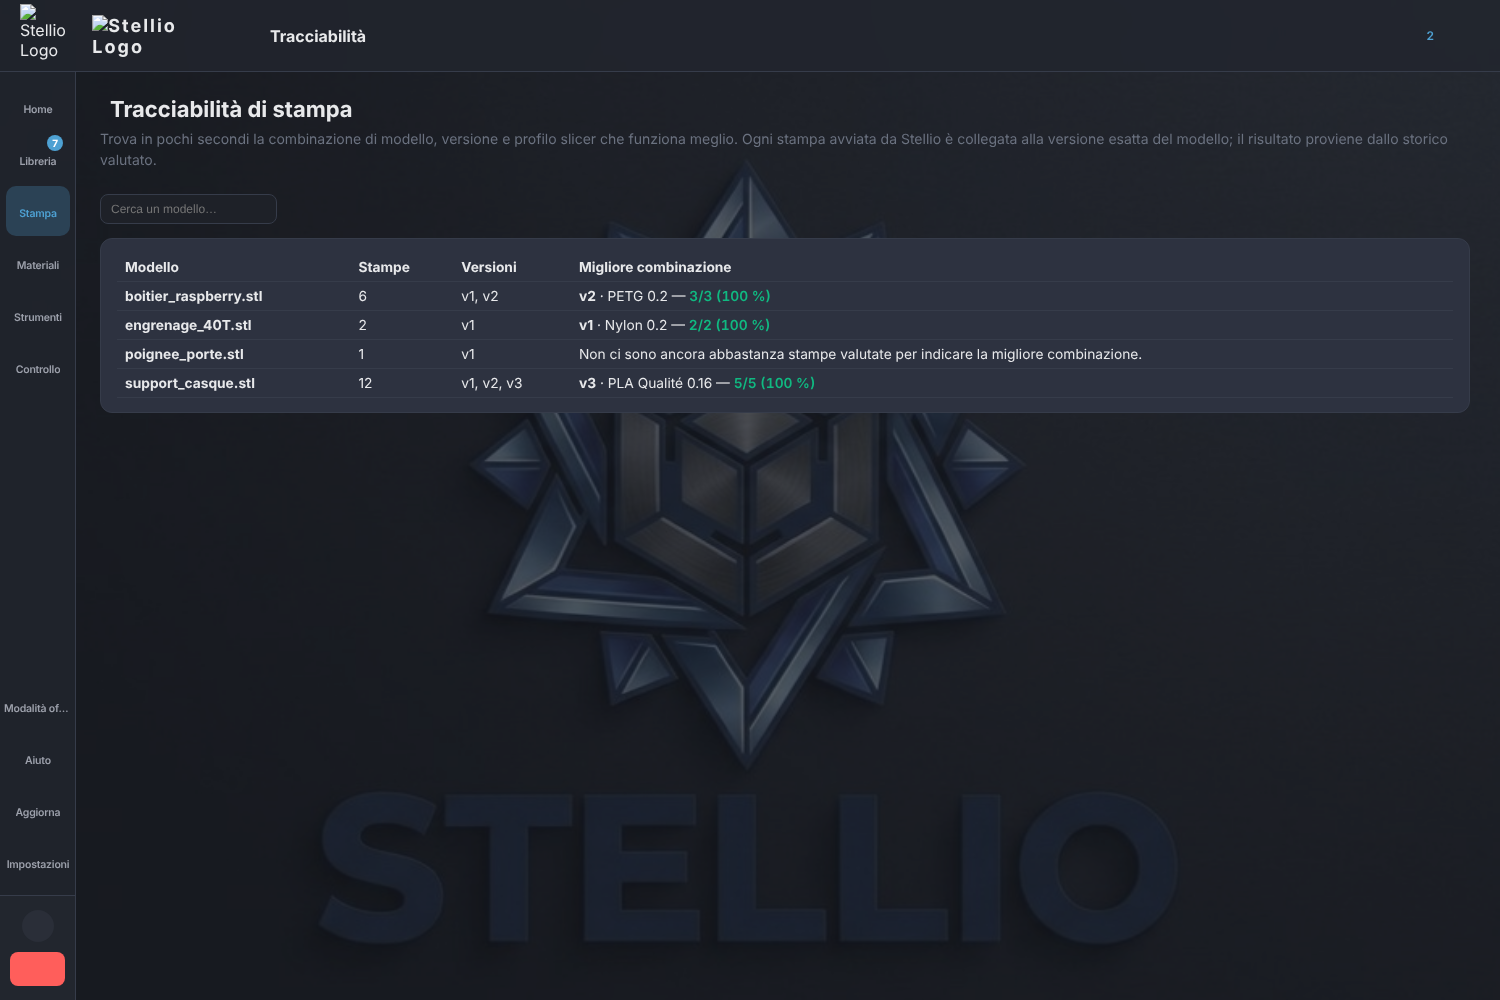 Stellio Logo
Stellio Logo
Tracciabilità
2
Home
7
Libreria
Stampa
Materiali
Strumenti
Controllo
Modalità of...
Aiuto
Aggiorna
Impostazioni
Tracciabilità di stampa
Trova in pochi secondi la combinazione di modello, versione e profilo slicer che funziona meglio. Ogni stampa avviata da Stellio è collegata alla versione esatta del modello; il risultato proviene dallo storico
valutato.
Cerca un modello…
Modello Stampe Versioni Migliore combinazione
boitier_raspberry.stl 6 v1, v2 v2 · PETG 0.2 — 3/3 (100 %)
engrenage_40T.stl 2 v1 v1 · Nylon 0.2 — 2/2 (100 %)
poignee_porte.stl 1 v1 Non ci sono ancora abbastanza stampe valutate per indicare la migliore combinazione.
support_casque.stl 12 v1, v2, v3 v3 · PLA Qualité 0.16 — 5/5 (100 %)
STELLIO